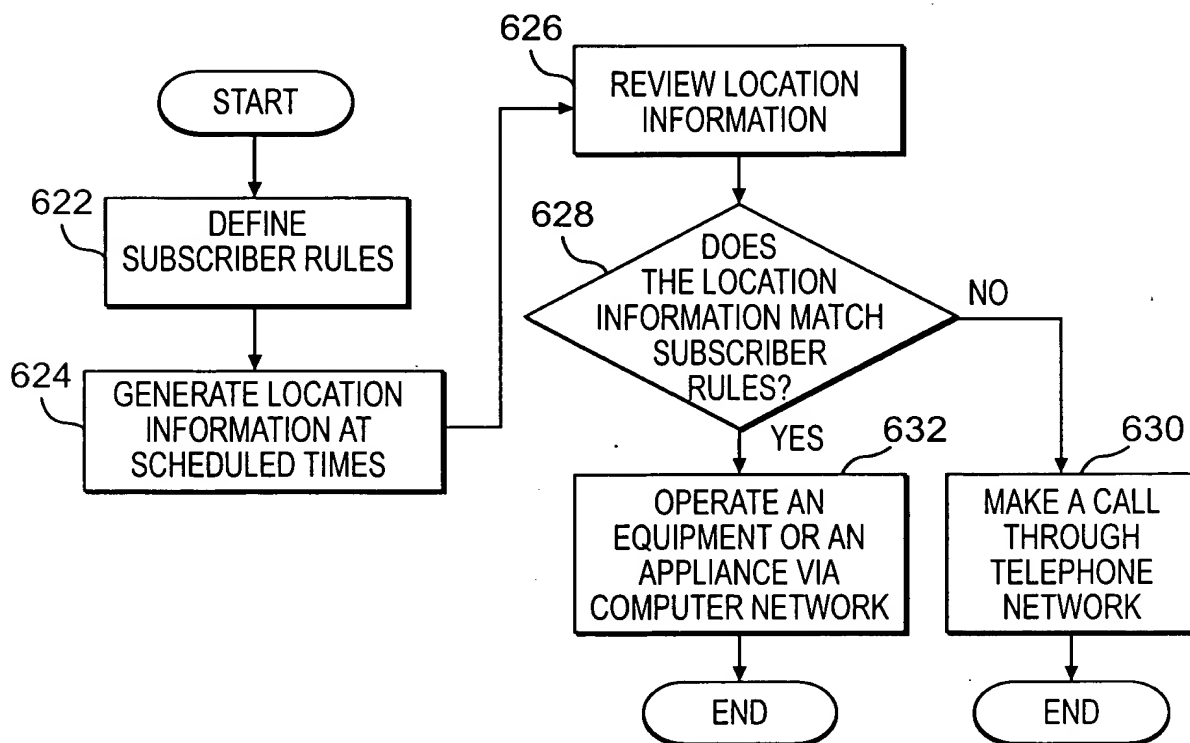 START
622
DEFINE
SUBSCRIBER RULES
624
GENERATE LOCATION
INFORMATION AT
SCHEDULED TIMES
626
REVIEW LOCATION
INFORMATION
628
DOES
THE LOCATION
INFORMATION MATCH
SUBSCRIBER
RULES?
NO
YES
632
OPERATE AN
EQUIPMENT OR AN
APPLIANCE VIA
COMPUTER NETWORK
END
630
MAKE A CALL
THROUGH
TELEPHONE
NETWORK
END